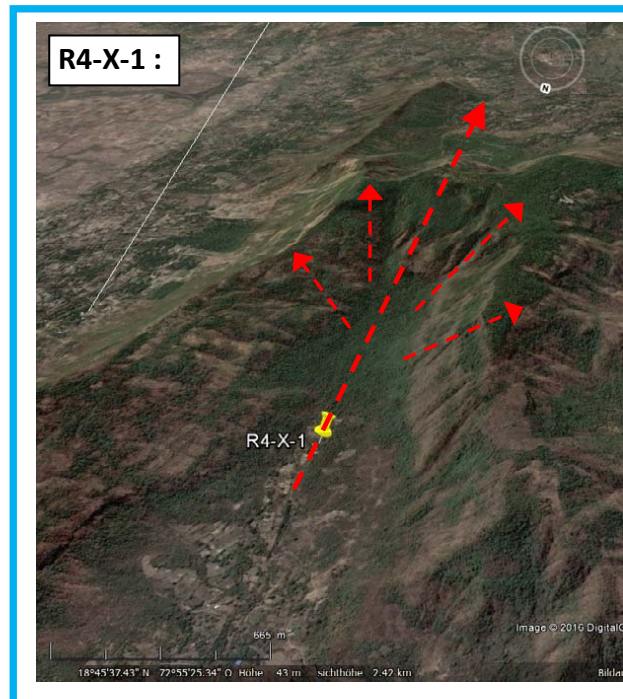 R4-X-1 :
N
R4-X-1
Image © 2016 DigitalG
665 m
18°45'37.43" N 72°55'25.34" O Höhe 43 m sichthöhe 2.42 km
Bildau